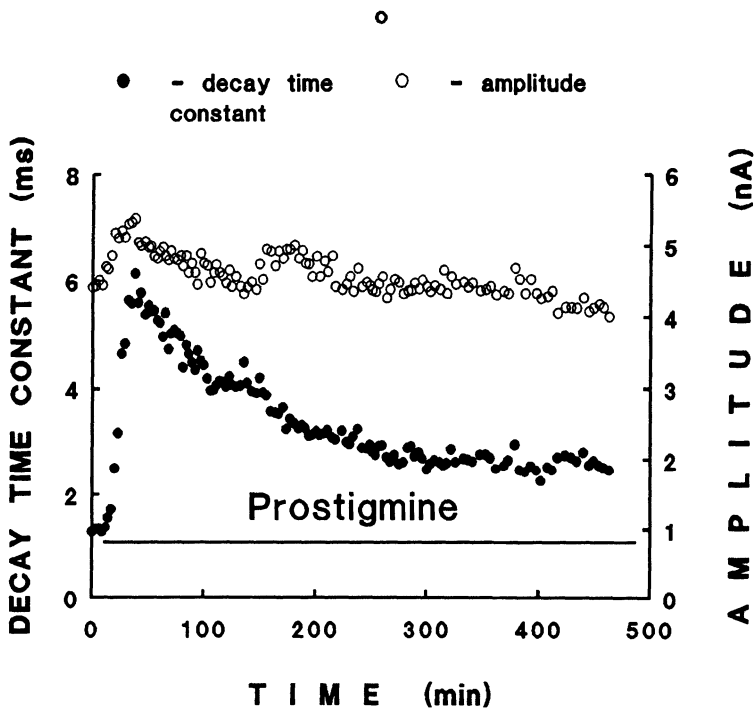 - decay time
constant
- amplitude
DECAY TIME CONSTANT (ms)
8
6
4
2
0
AMPLITUDE (nA)
6
5
4
3
2
1
0
Prostigmine
0 100 200 300 400 500
TIME (min)